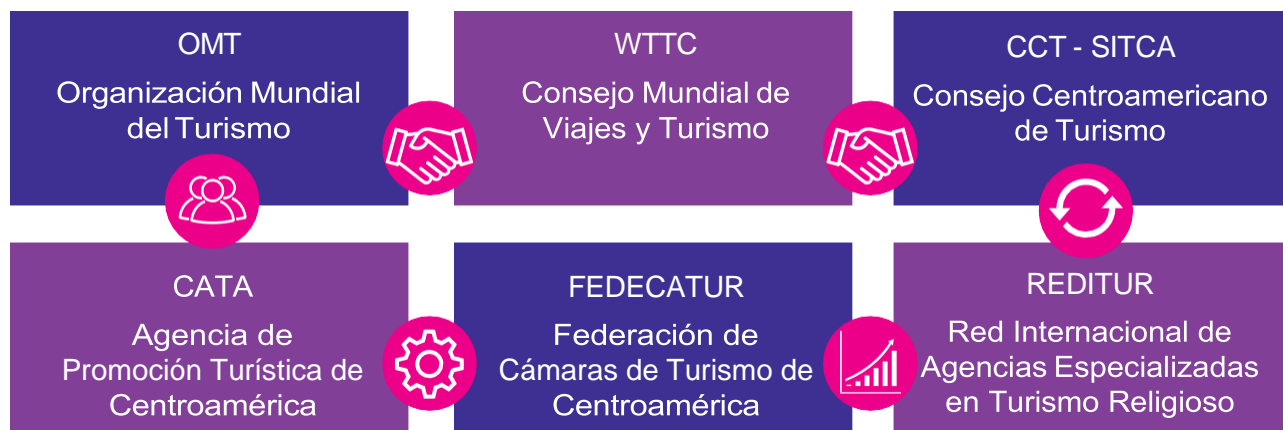 OMT
Organización Mundial
del Turismo
WTTC
Consejo Mundial de
Viajes y Turismo
CCT - SITCA
Consejo Centroamericano
de Turismo
CATA
Agencia de
Promoción Turística de
Centroamérica
FEDECATUR
Federación de
Cámaras de Turismo de
Centroamérica
REDITUR
Red Internacional de
Agencias Especializadas
en Turismo Religioso